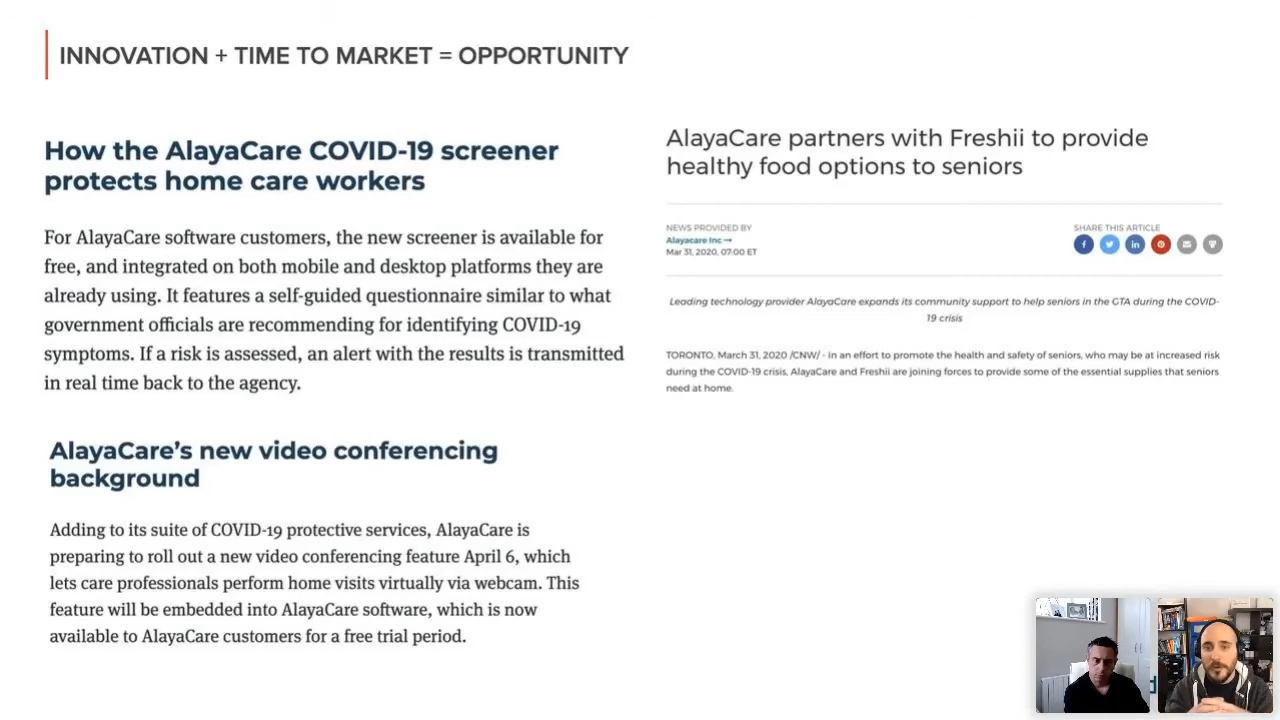 INNOVATION + TIME TO MARKET = OPPORTUNITY
How the AlayaCare COVID-19 screener
protects home care workers
For AlayaCare software customers, the new screener is available for
free, and integrated on both mobile and desktop platforms they are
already using. It features a self-guided questionnaire similar to what
government officials are recommending for identifying COVID-19
symptoms. If a risk is assessed, an alert with the results is transmitted
in real time back to the agency.
AlayaCare’s new video conferencing
background
Adding to its suite of COVID-19 protective services, AlayaCare is
preparing to roll out a new video conferencing feature April 6, which
lets care professionals perform home visits virtually via webcam. This
feature will be embedded into AlayaCare software, which is now
available to AlayaCare customers for a free trial period.
AlayaCare partners with Freshii to provide
healthy food options to seniors
NEWS PROVIDED BY
Alayacare Inc →
Mar 31, 2020, 07:00 ET
SHARE THIS ARTICLE
Leading technology provider AlayaCare expands its community support to help seniors in the GTA during the COVID-
19 crisis
TORONTO, March 31, 2020 /CNW/ - In an effort to promote the health and safety of seniors, who may be at increased risk
during the COVID-19 crisis, AlayaCare and Freshii are joining forces to provide some of the essential supplies that seniors
need at home.